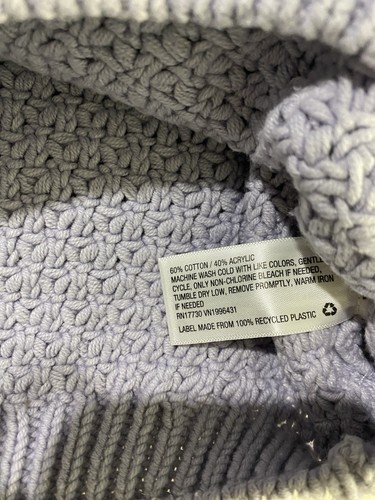 60% COTTON / 40% ACRYLIC
MACHINE WASH COLD WITH LIKE COLORS, GENTLE
CYCLE, ONLY NON-CHLORINE BLEACH IF NEEDED,
TUMBLE DRY LOW, REMOVE PROMPTLY. WARM IRON
IF NEEDED
RN17730 VN1996431
LABEL MADE FROM 100% RECYCLED PLASTIC